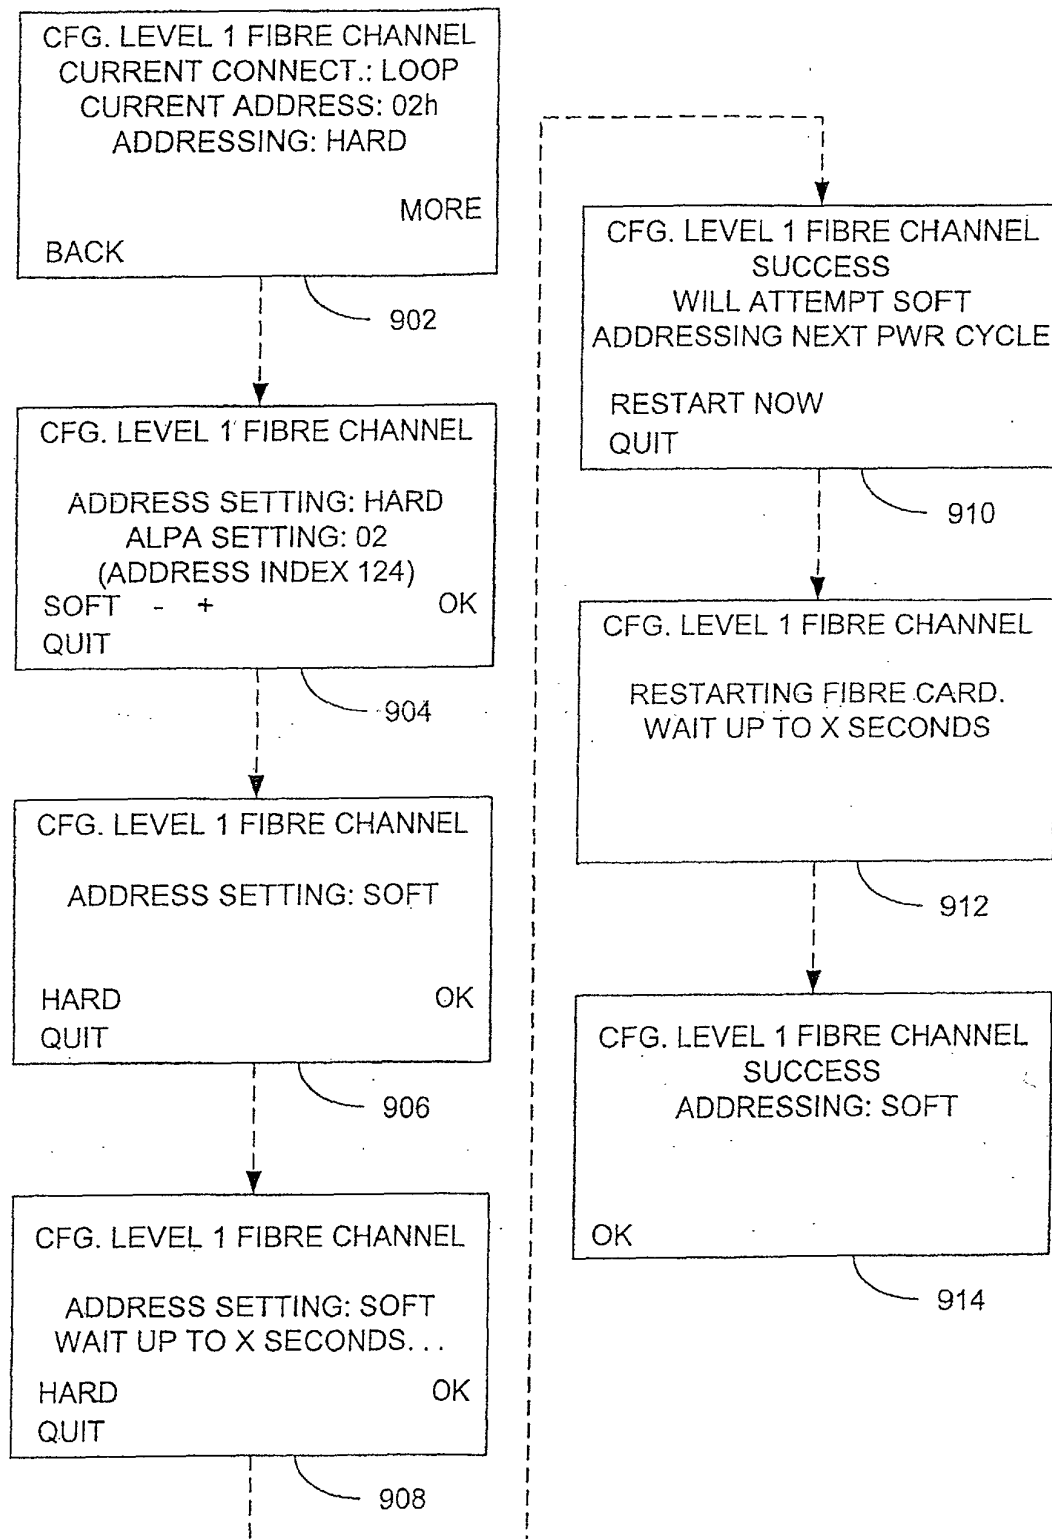 CFG. LEVEL 1 FIBRE CHANNEL
CURRENT CONNECT.: LOOP
CURRENT ADDRESS: 02h
ADDRESSING: HARD
MORE
BACK
902
CFG. LEVEL 1 FIBRE CHANNEL
ADDRESS SETTING: HARD
ALPA SETTING: 02
(ADDRESS INDEX 124)
SOFT - + OK
QUIT
904
CFG. LEVEL 1 FIBRE CHANNEL
ADDRESS SETTING: SOFT
HARD OK
QUIT
906
CFG. LEVEL 1 FIBRE CHANNEL
ADDRESS SETTING: SOFT
WAIT UP TO X SECONDS...
HARD OK
QUIT
908
CFG. LEVEL 1 FIBRE CHANNEL
SUCCESS
WILL ATTEMPT SOFT
ADDRESSING NEXT PWR CYCLE
RESTART NOW
QUIT
910
CFG. LEVEL 1 FIBRE CHANNEL
RESTARTING FIBRE CARD.
WAIT UP TO X SECONDS
912
CFG. LEVEL 1 FIBRE CHANNEL
SUCCESS
ADDRESSING: SOFT
OK
914